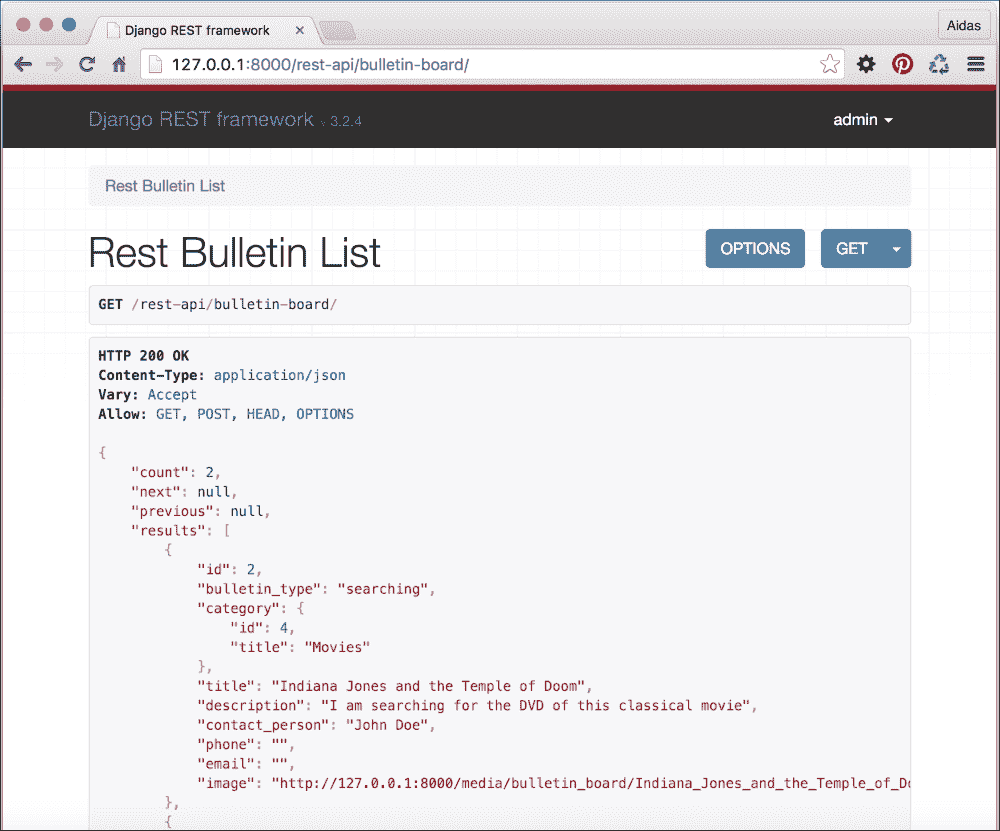 Django REST framework
Aidas
127.0.0.1:8000/rest-api/bulletin-board/
Django REST framework v 3.2.4
admin
Rest Bulletin List
Rest Bulletin List
OPTIONS
GET
GET /rest-api/bulletin-board/
HTTP 200 OK
Content-Type: application/json
Vary: Accept
Allow: GET, POST, HEAD, OPTIONS
{
    "count": 2,
    "next": null,
    "previous": null,
    "results": [
        {
            "id": 2,
            "bulletin_type": "searching",
            "category": {
                "id": 4,
                "title": "Movies"
            },
            "title": "Indiana Jones and the Temple of Doom",
            "description": "I am searching for the DVD of this classical movie",
            "contact_person": "John Doe",
            "phone": "",
            "email": "",
            "image": "http://127.0.0.1:8000/media/bulletin_board/Indiana_Jones_and_the_Temple_of_Do
        },
        {